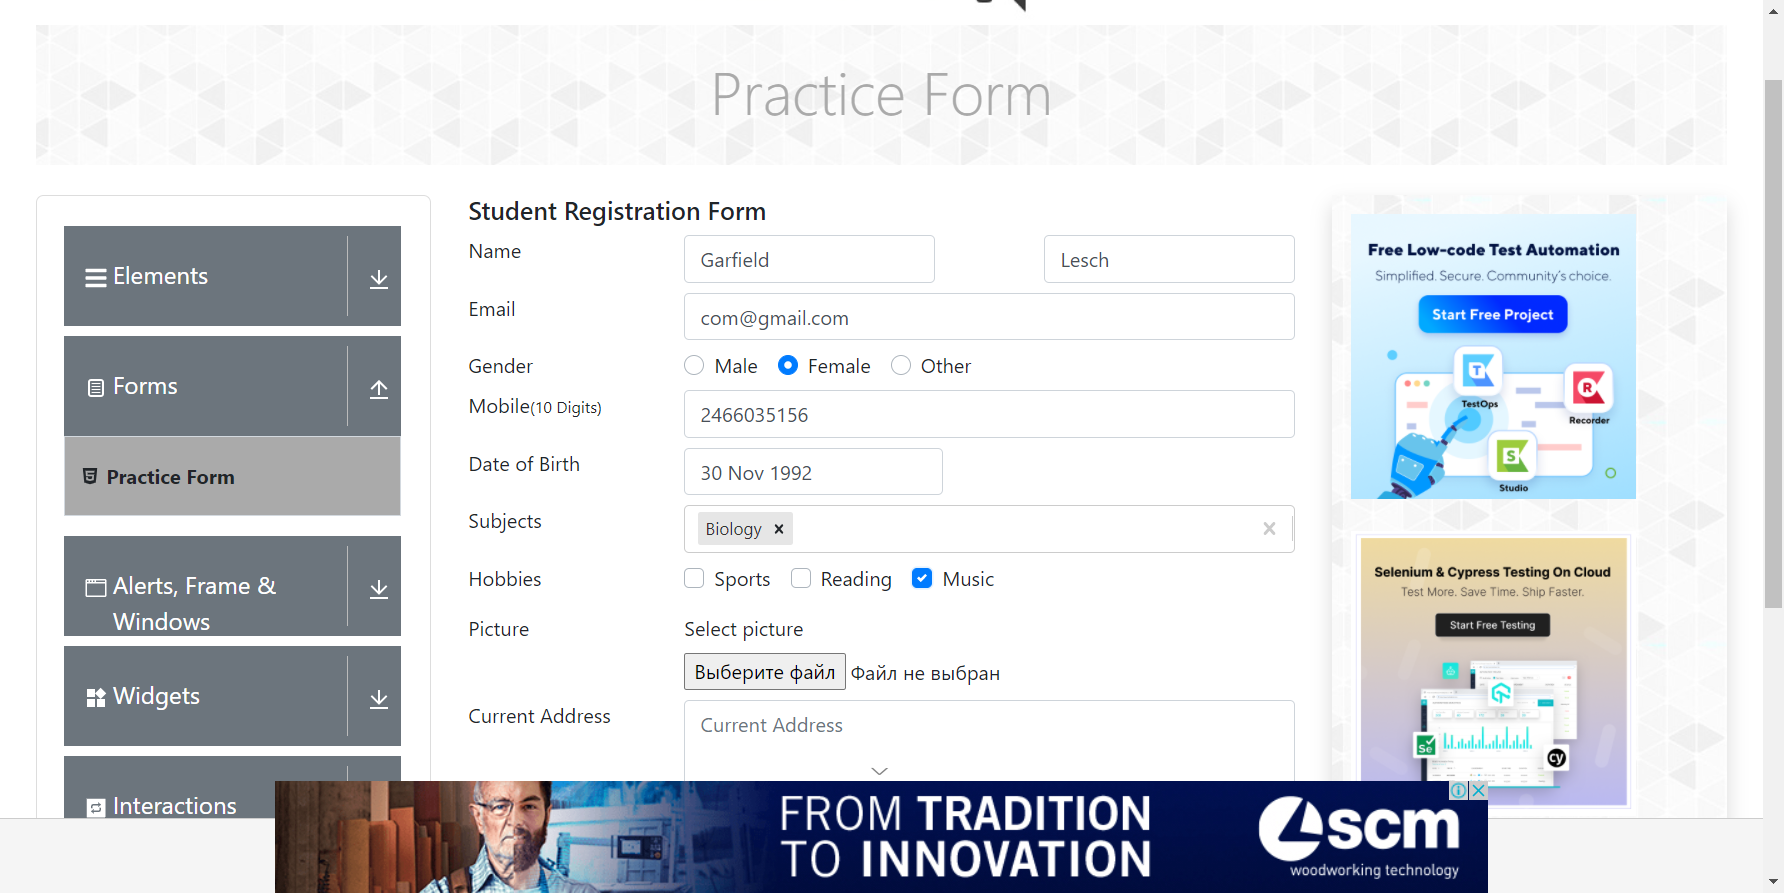 Practice Form
Elements
Forms
Practice Form
Alerts, Frame &
Windows
Widgets
Interactions
Student Registration Form
Name
Garfield
Lesch
Email
com@gmail.com
Gender
Male
Female
Other
Mobile(10 Digits)
2466035156
Date of Birth
30 Nov 1992
Subjects
Biology
Hobbies
Sports
Reading
Music
Picture
Select picture
Выберите файл Файл не выбран
Current Address
Current Address
Free Low-code Test Automation
Simplified. Secure. Community's choice.
Start Free Project
T
TestOps
R
Recorder
S
Studio
Selenium & Cypress Testing On Cloud
Test More. Save Time. Ship Faster.
Start Free Testing
Se
cy
FROM TRADITION
TO INNOVATION
scm
woodworking technology